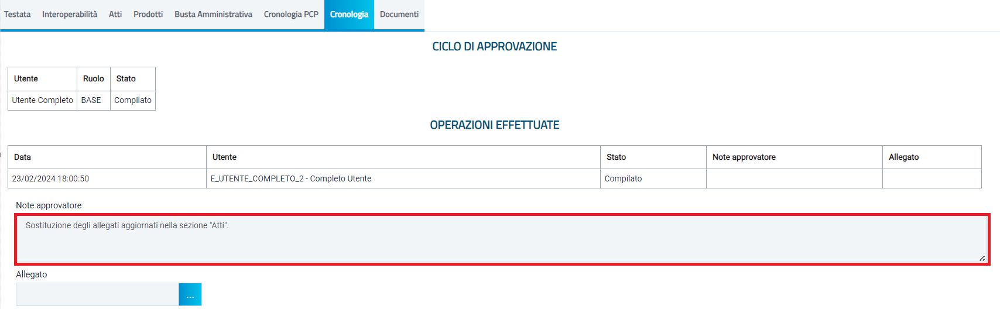 Testata Interoperabilità Atti Prodotti Busta Amministrativa Cronologia PCP Cronologia Documenti
CICLO DI APPROVAZIONE
Utente Ruolo Stato
Utente Completo BASE Compilato
OPERAZIONI EFFETTUATE
Data Utente Stato Note approvatore Allegato
23/02/2024 18:00:50 E_UTENTE_COMPLETO_2 - Completo Utente Compilato
Note approvatore
Sostituzione degli allegati aggiornati nella sezione "Atti".
Allegato
...